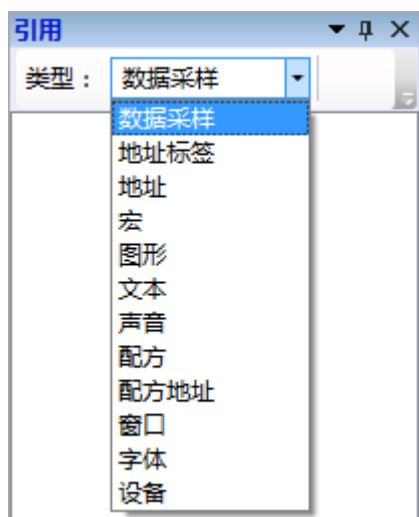 引用
类型： 数据采样
数据采样
地址标签
地址
宏
图形
文本
声音
配方
配方地址
窗口
字体
设备